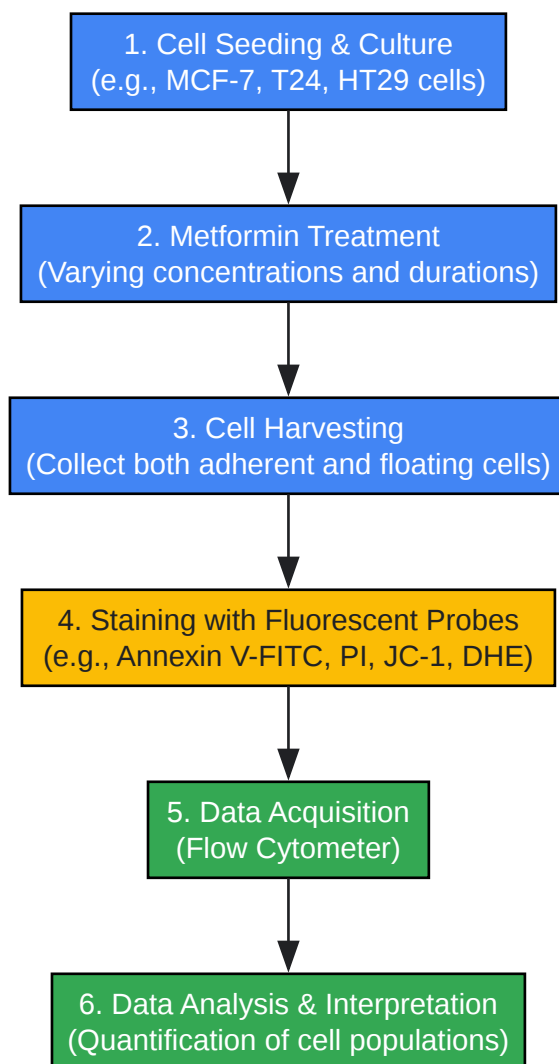 1. Cell Seeding & Culture
(e.g., MCF-7, T24, HT29 cells)
2. Metformin Treatment
(Varying concentrations and durations)
3. Cell Harvesting
(Collect both adherent and floating cells)
4. Staining with Fluorescent Probes
(e.g., Annexin V-FITC, PI, JC-1, DHE)
5. Data Acquisition
(Flow Cytometer)
6. Data Analysis & Interpretation
(Quantification of cell populations)